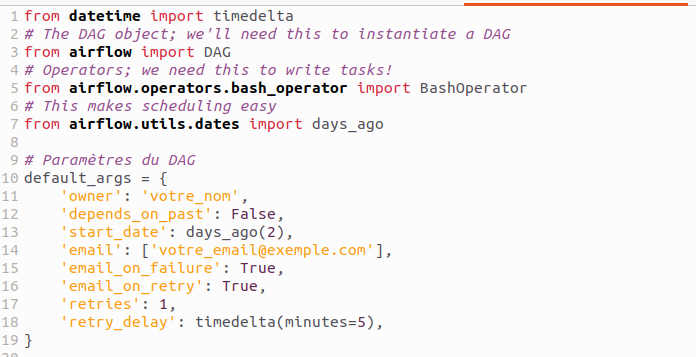 1 from datetime import timedelta
2 # The DAG object; we'll need this to instantiate a DAG
3 from airflow import DAG
4 # Operators; we need this to write tasks!
5 from airflow.operators.bash_operator import BashOperator
6 # This makes scheduling easy
7 from airflow.utils.dates import days_ago
8
9 # Paramètres du DAG
10 default_args = {
11     'owner': 'votre_nom',
12     'depends_on_past': False,
13     'start_date': days_ago(2),
14     'email': ['votre_email@exemple.com'],
15     'email_on_failure': True,
16     'email_on_retry': True,
17     'retries': 1,
18     'retry_delay': timedelta(minutes=5),
19 }
20